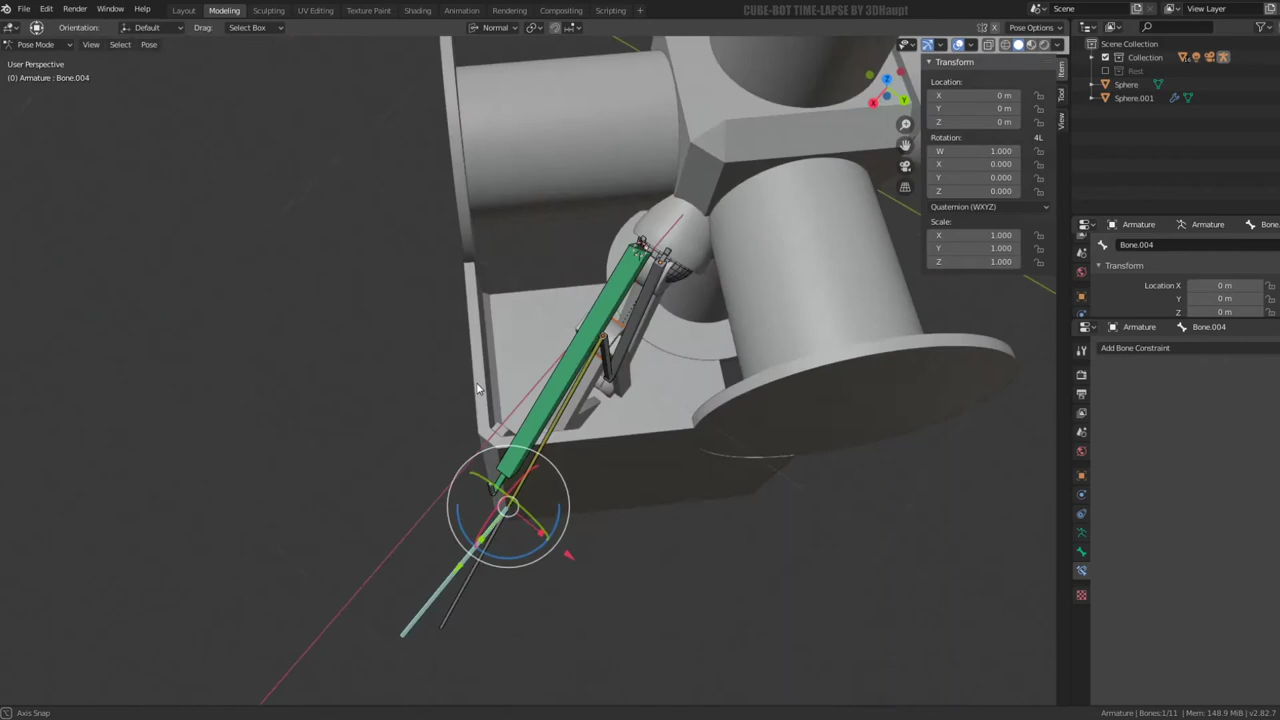 File Edit Render Window Help
Layout Modeling Sculpting UV Editing Texture Paint Shading Animation Rendering Compositing Scripting +
CUBE-BOT TIME-LAPSE BY 3DHaupt
Scene
View Layer
Orientation: Default
Drag: Select Box
Normal
X
Pose Options
Pose Mode View Select Pose
User Perspective
(0) Armature : Bone.004
Transform
Location:
X 0 m
Y 0 m
Z 0 m
Rotation: 4L
W 1.000
X 0.000
Y 0.000
Z 0.000
Quaternion (WXYZ)
Scale:
X 1.000
Y 1.000
Z 1.000
Item
Tool
View
Z
X
Y
Scene Collection
Collection
Rest
Sphere
Sphere.001
Armature Armature Bone.
Bone.004
Transform
Location X 0 m
Y 0 m
Z 0 m
Armature Bone.004
Add Bone Constraint
Axis Snap
Armature | Bones:1/11 | Mem: 148.9 MiB | v2.82.7